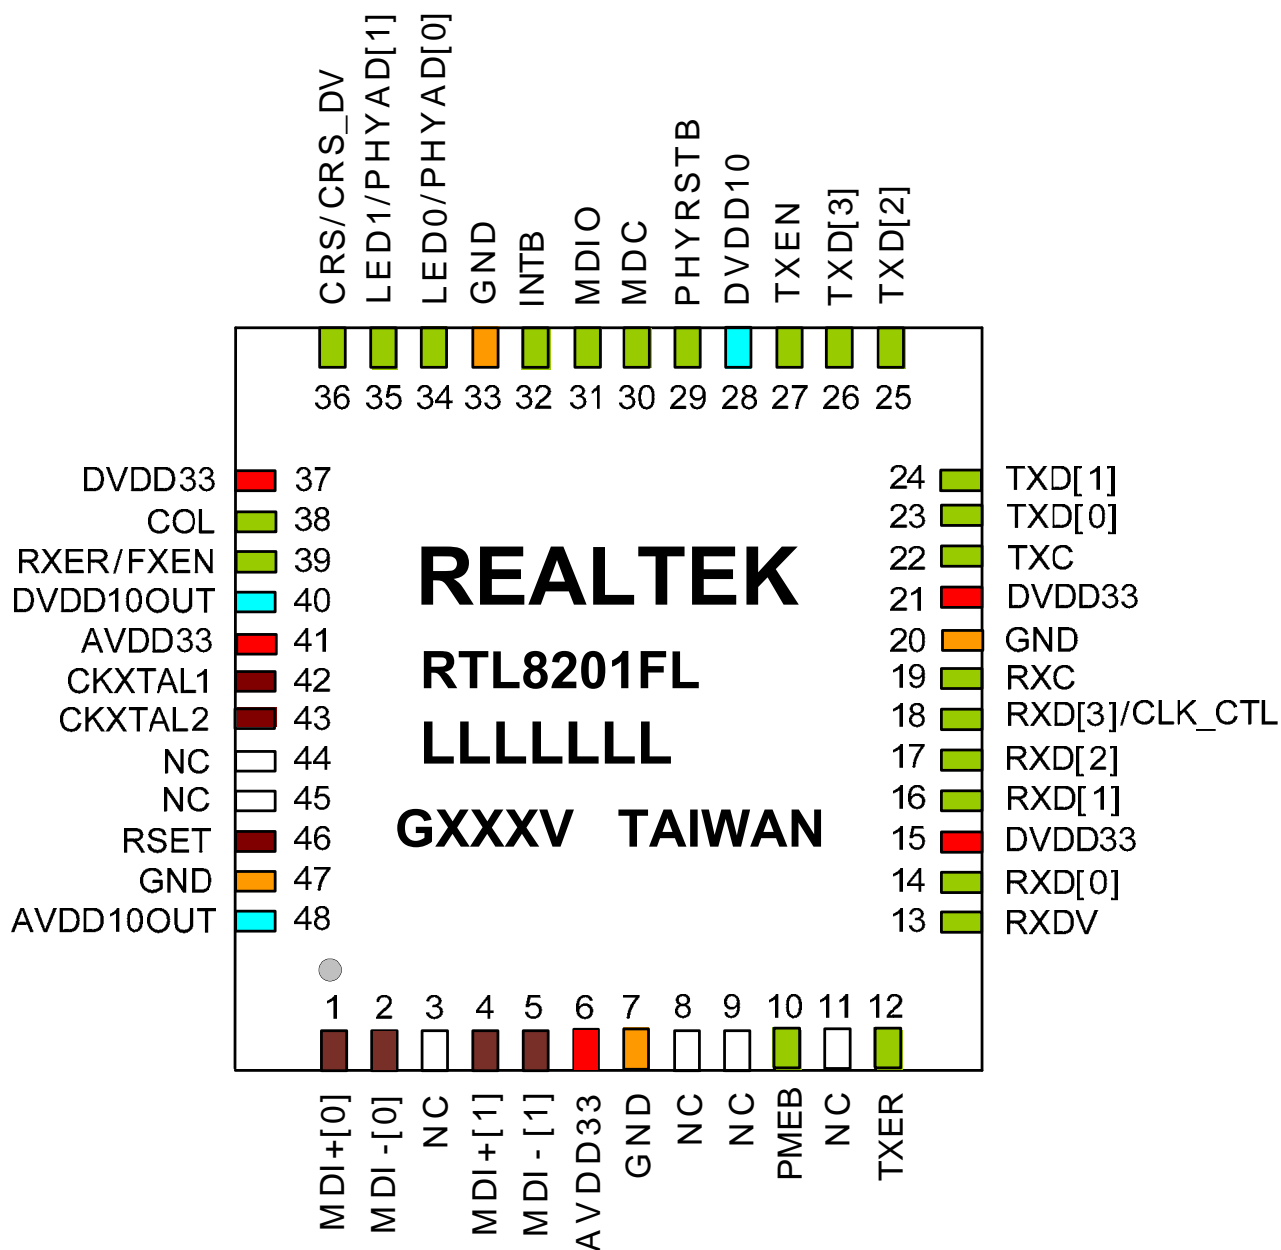 CRS/CRS_DV
LED1/PHYAD[1]
LED0/PHYAD[0]
GND
INTB
MDIO
MDC
PHYRSTB
DVDD10
TXEN
TXD[3]
TXD[2]
36 35 34 33 32 31 30 29 28 27 26 25
DVDD33 37
COL 38
RXER/FXEN 39
DVDD10OUT 40
AVDD33 41
CKXTAL1 42
CKXTAL2 43
NC 44
NC 45
RSET 46
GND 47
AVDD10OUT 48
REALTEK
RTL8201FL
LLLLLLL
GXXXV TAIWAN
24 TXD[1]
23 TXD[0]
22 TXC
21 DVDD33
20 GND
19 RXC
18 RXD[3]/CLK_CTL
17 RXD[2]
16 RXD[1]
15 DVDD33
14 RXD[0]
13 RXDV
1 2 3 4 5 6 7 8 9 10 11 12
MDI+[0]
MDI-[0]
NC
MDI+[1]
MDI-[1]
AVDD33
GND
NC
NC
PMEB
NC
TXER